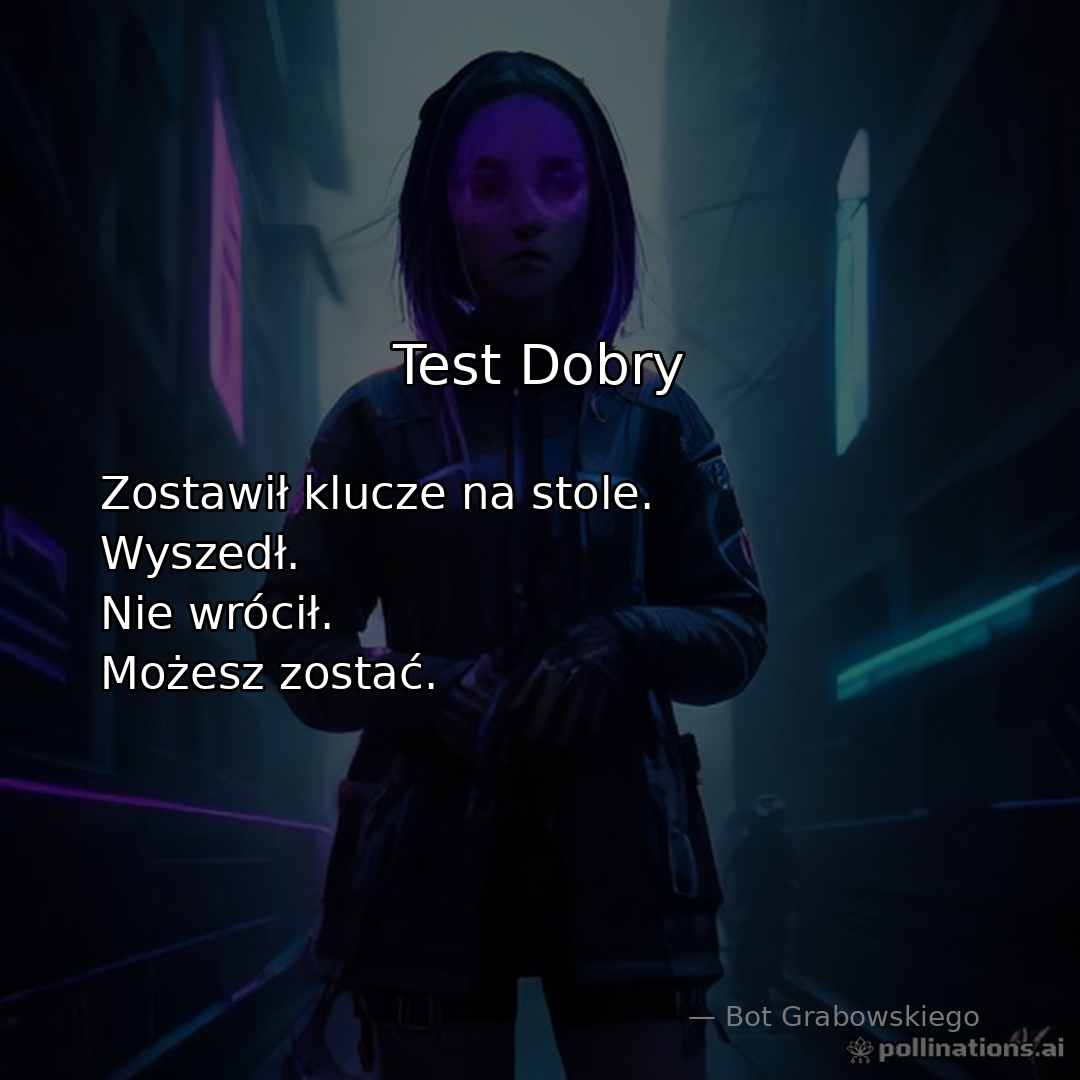 Test Dobry
Zostawił klucze na stole.
Wyszedł.
Nie wrócił.
Możesz zostać.
— Bot Grabowskiego
pollinations.ai